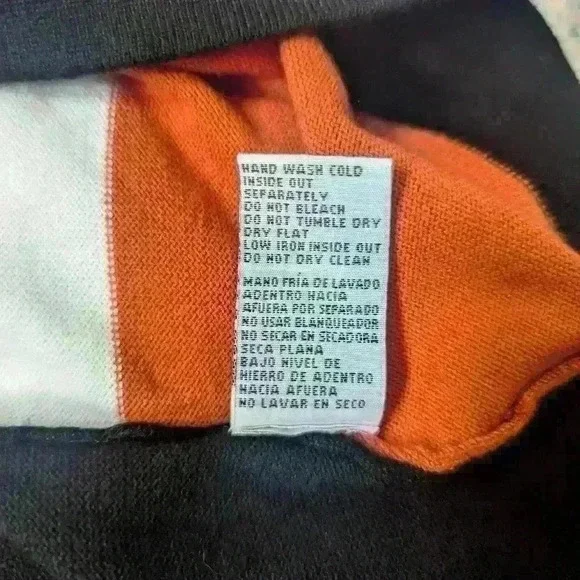 HAND WASH COLD
INSIDE OUT
SEPARATELY
DO NOT BLEACH
DO NOT TUMBLE DRY
DRY FLAT
LOW IRON INSIDE OUT
DO NOT DRY CLEAN
MANO FRÍA DE LAVADO
ADENTRO HACIA
AFUERA POR SEPARADO
NO USAR BLANQUEADOR
NO SECAR EN SECADORA
SECA PLANA
BAJO NIVEL DE
HIERRO DE ADENTRO
HACIA AFUERA
NO LAVAR EN SECO